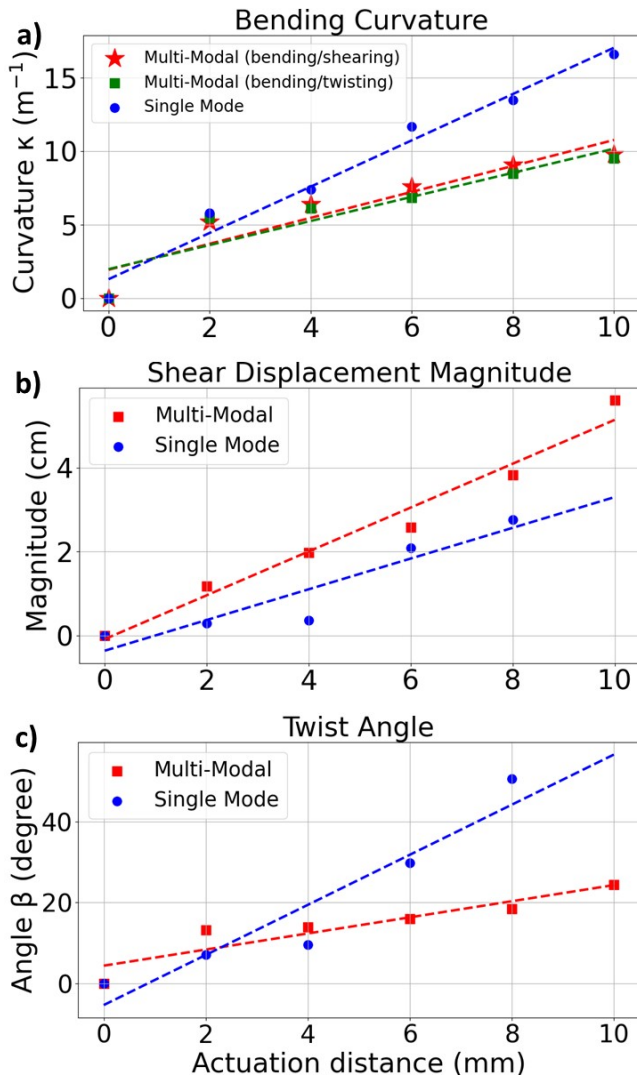 a)
Bending Curvature
Curvature κ (m⁻¹)
15
10
5
0
Multi-Modal (bending/shearing)
Multi-Modal (bending/twisting)
Single Mode
0 2 4 6 8 10
b)
Shear Displacement Magnitude
Magnitude (cm)
4
2
0
Multi-Modal
Single Mode
0 2 4 6 8 10
c)
Twist Angle
Angle β (degree)
40
20
0
Multi-Modal
Single Mode
0 2 4 6 8 10
Actuation distance (mm)